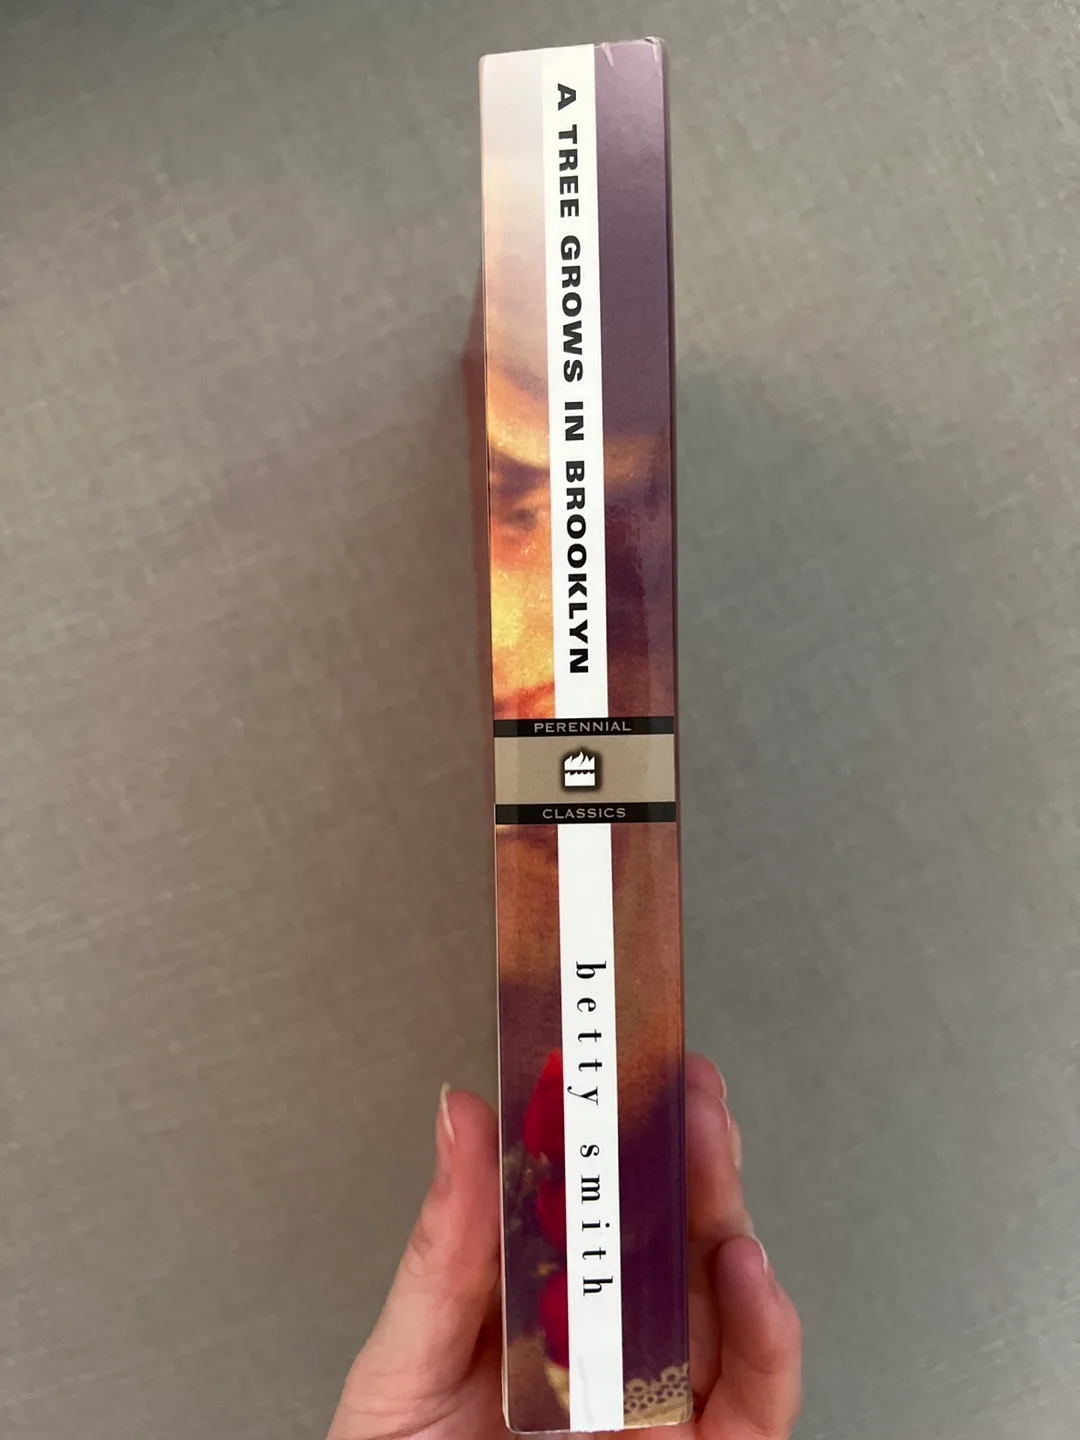 A TREE GROWS IN BROOKLYN
PERENNIAL
CLASSICS
betty smith